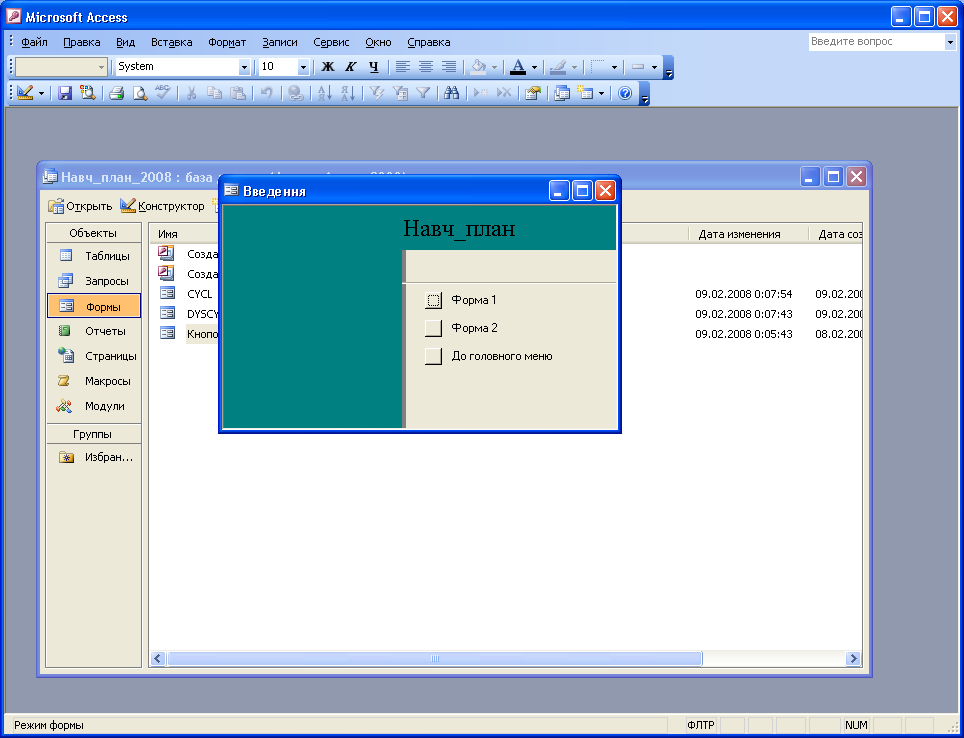 Microsoft Access
Файл Правка Вид Вставка Формат Записи Сервис Окно Справка Введите вопрос
System 10 Ж К Ч
Навч_план_2008 : база
Введення
Открыть Конструктор
Навч_план
Объекты Имя Дата изменения Дата соз
Таблицы Созда
Запросы Созда
Формы CYCL 09.02.2008 0:07:54 09.02.200
DYSCY 09.02.2008 0:07:43 09.02.200
Кнопо 09.02.2008 0:05:43 08.02.200
Отчеты
Страницы
Макросы
Модули
Группы
Избран...
Форма 1
Форма 2
До головного меню
Режим формы ФЛТР NUM